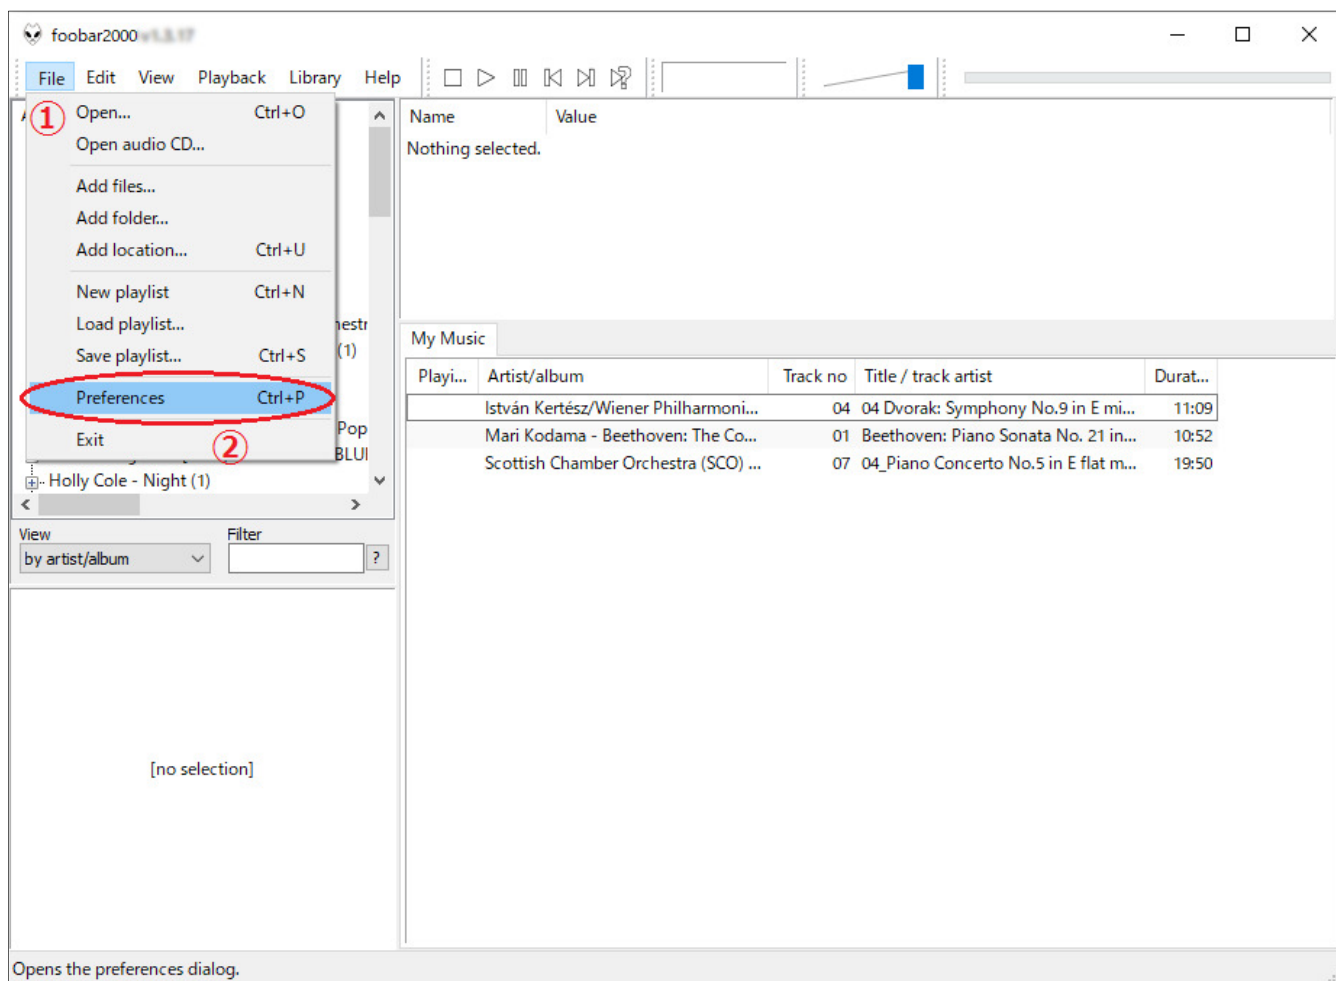 foobar2000 v1.3.17
File Edit View Playback Library Help
①
Open... Ctrl+O
Open audio CD...
Add files...
Add folder...
Add location... Ctrl+U
New playlist Ctrl+N
Load playlist...
Save playlist... Ctrl+S
Preferences Ctrl+P
Exit
②
(1)
Pop
Holly Cole - Night (1)
View
Filter
by artist/album
?
[no selection]
Name Value
Nothing selected.
My Music
Playi... Artist/album Track no Title / track artist Durat...
István Kertész/Wiener Philharmoni... 04 04 Dvorak: Symphony No.9 in E mi... 11:09
Mari Kodama - Beethoven: The Co... 01 Beethoven: Piano Sonata No. 21 in... 10:52
Scottish Chamber Orchestra (SCO) ... 07 04_Piano Concerto No.5 in E flat m... 19:50
Opens the preferences dialog.